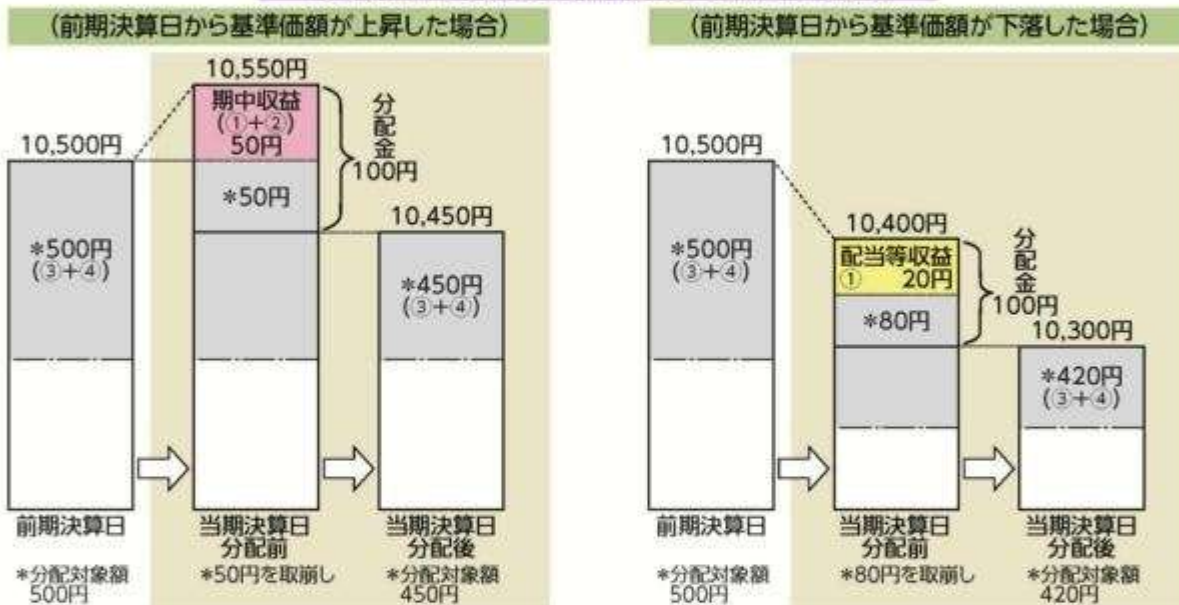 (前期決算日から基準価額が上昇した場合)
10,550円
期中収益
(①+②)
50円
分配金
100円
10,500円
*50円
10,450円
*500円
(③+④)
*450円
(③+④)
前期決算日
当期決算日
分配前
当期決算日
分配後
*分配対象額
500円
*50円を取崩し
*分配対象額
450円
(前期決算日から基準価額が下落した場合)
10,500円
10,400円
配当等収益
① 20円
分配金
100円
*500円
(③+④)
*80円
10,300円
*420円
(③+④)
前期決算日
当期決算日
分配前
当期決算日
分配後
*分配対象額
500円
*80円を取崩し
*分配対象額
420円